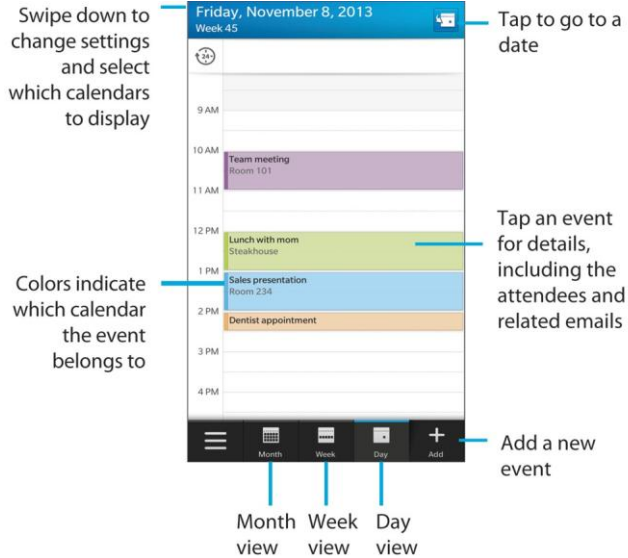 Swipe down to
change settings
and select
which calendars
to display
Friday, November 8, 2013
Week 45
Tap to go to a
date
24
9 AM
10 AM
Team meeting
Room 101
11 AM
12 PM
Lunch with mom
Steakhouse
Tap an event
for details,
including the
attendees and
related emails
1 PM
Sales presentation
Room 234
Colors indicate
which calendar
the event
belongs to
2 PM
Dentist appointment
3 PM
4 PM
Month
Week
Day
Add
Add a new
event
Month
view
Week
view
Day
view